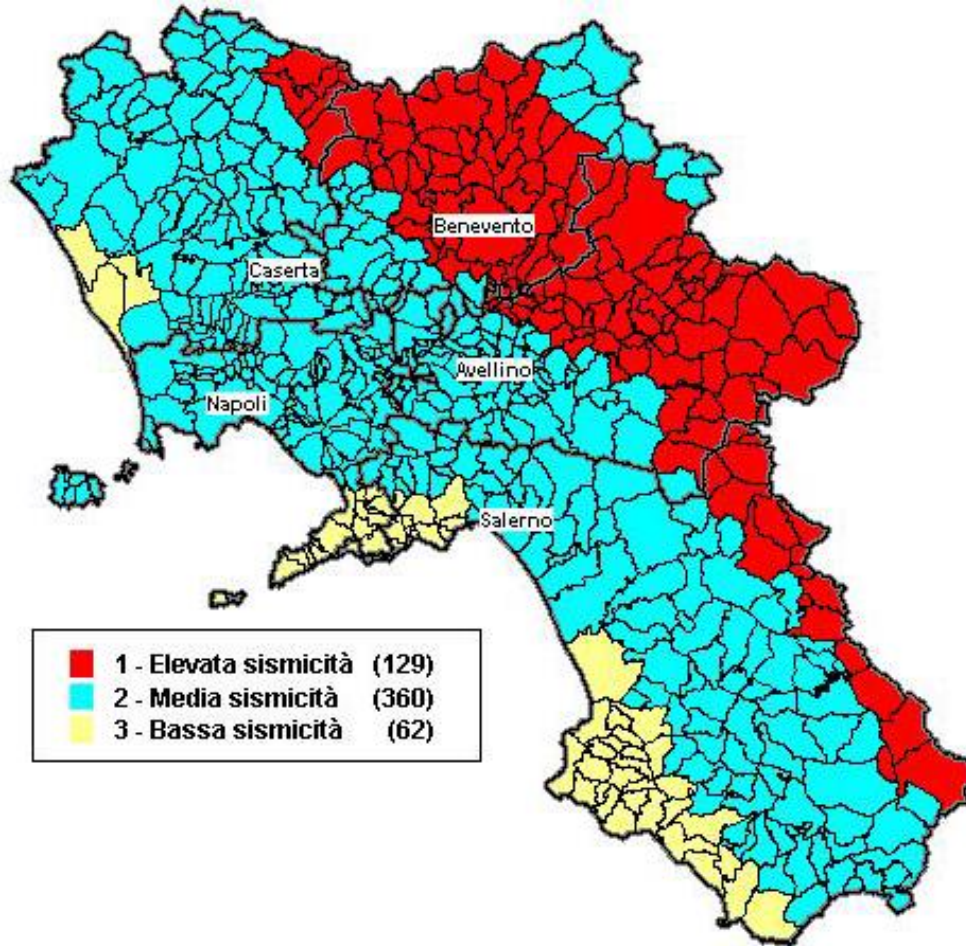 Benevento
Caserta
Avellino
Napoli
Salerno
1 - Elevata sismicità (129)
2 - Media sismicità (360)
3 - Bassa sismicità (62)